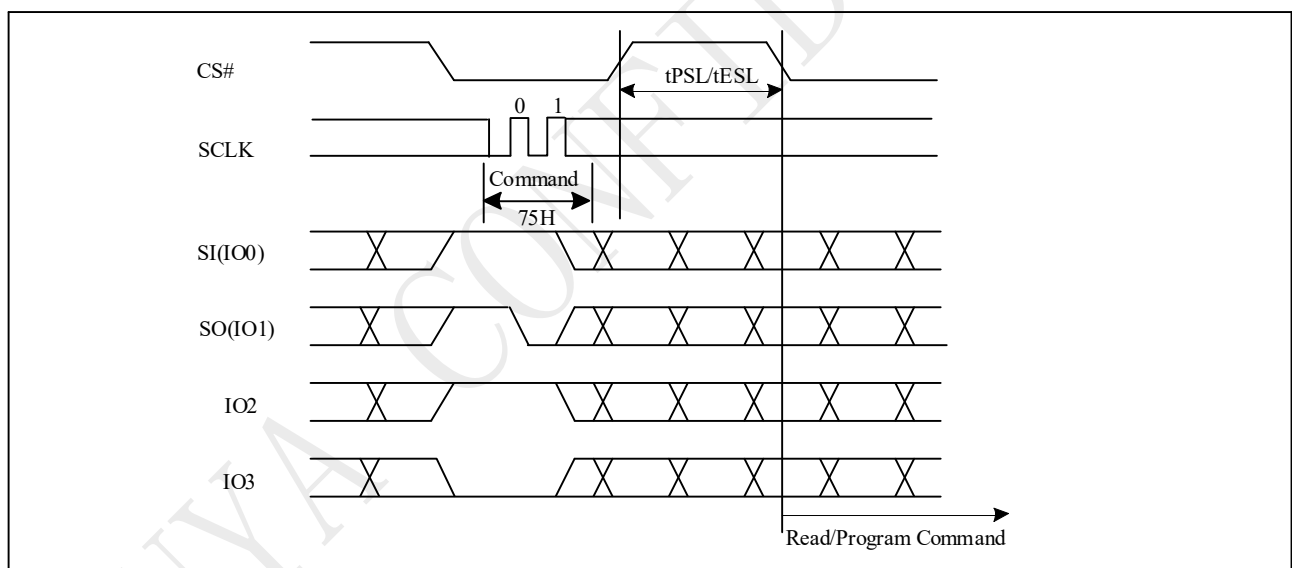 CS#
tPSL/tESL
0 1
SCLK
Command
75H
SI(IO0)
SO(IO1)
IO2
IO3
Read/Program Command